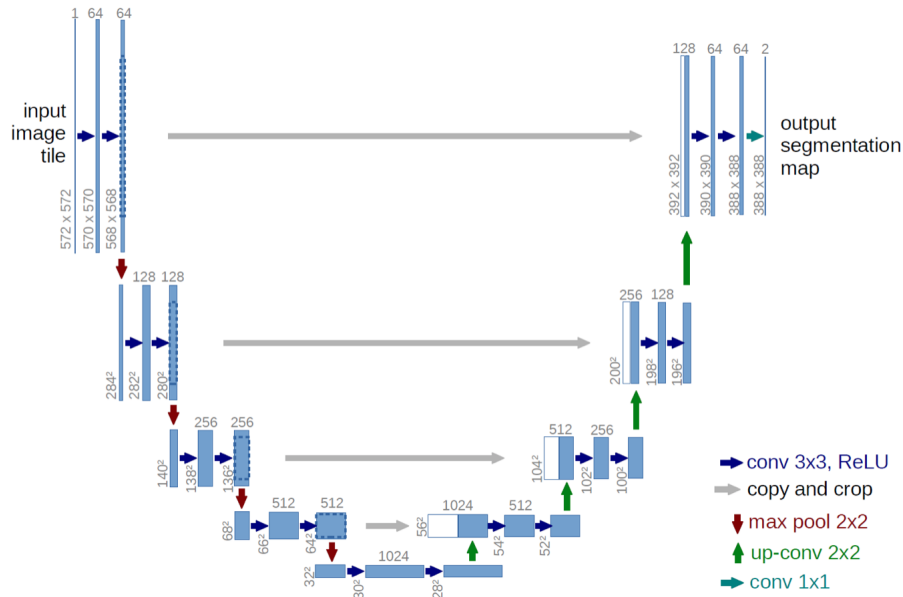 1 64 64
input
image
tile
572 x 572
570 x 570
568 x 568
128 64 64 2
output
segmentation
map
392 x 392
390 x 390
388 x 388
388 x 388
128 128
284²
282²
280²
256 128
200²
198²
196²
256 256
140²
138²
136²
512 256
104²
102²
100²
512 512
68²
66²
64²
1024 512
56²
54²
52²
1024
32²
30²
28²
conv 3x3, ReLU
copy and crop
max pool 2x2
up-conv 2x2
conv 1x1